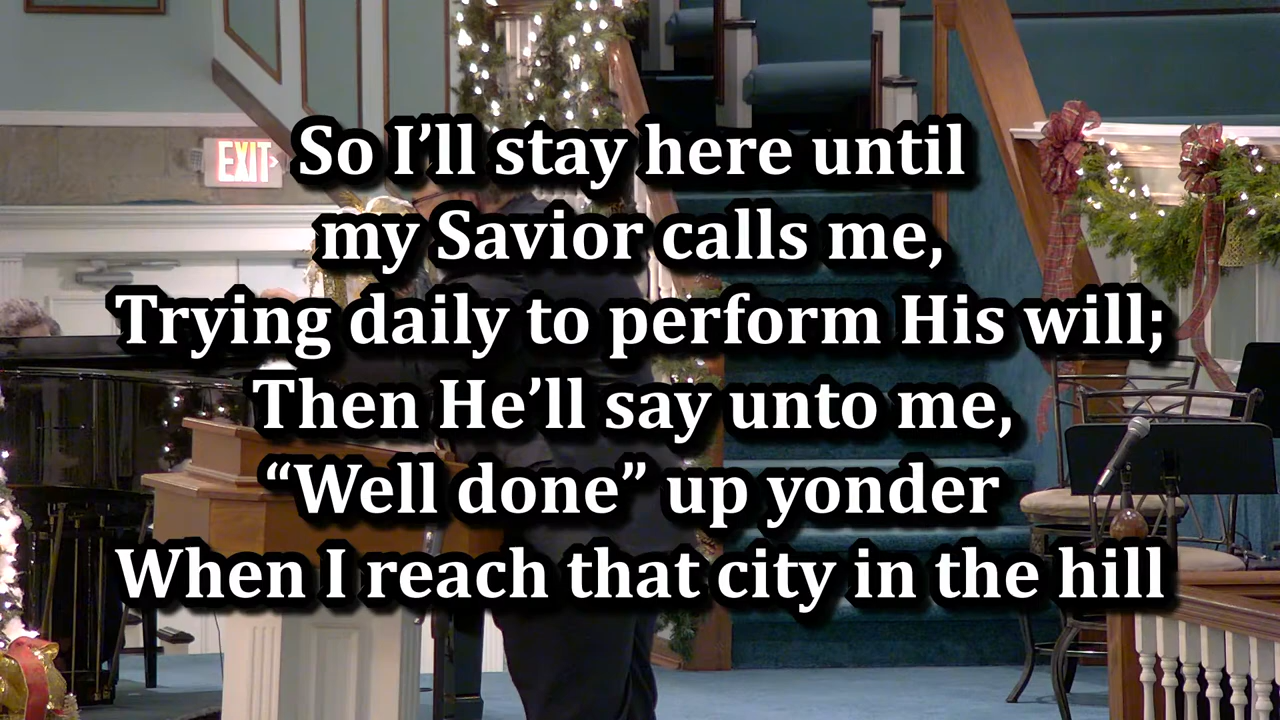 EXIT
So I’ll stay here until
my Savior calls me,
Trying daily to perform His will;
Then He’ll say unto me,
“Well done” up yonder
When I reach that city in the hill